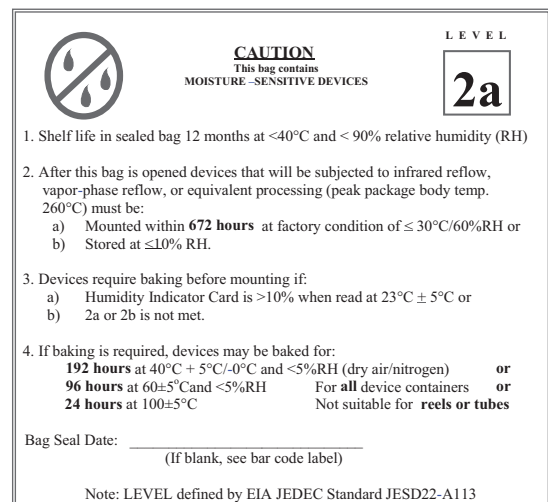 LEVEL
CAUTION
This bag contains
MOISTURE –SENSITIVE DEVICES
2a
1. Shelf life in sealed bag 12 months at <40°C and < 90% relative humidity (RH)
2. After this bag is opened devices that will be subjected to infrared reflow,
vapor-phase reflow, or equivalent processing (peak package body temp.
260°C) must be:
a) Mounted within 672 hours at factory condition of ≤ 30°C/60%RH or
b) Stored at ≤10% RH.
3. Devices require baking before mounting if:
a) Humidity Indicator Card is >10% when read at 23°C ± 5°C or
b) 2a or 2b is not met.
4. If baking is required, devices may be baked for:
192 hours at 40°C + 5°C/-0°C and <5%RH (dry air/nitrogen) or
96 hours at 60±5°Cand <5%RH For all device containers or
24 hours at 100±5°C Not suitable for reels or tubes
Bag Seal Date: ____________________________
(If blank, see bar code label)
Note: LEVEL defined by EIA JEDEC Standard JESD22-A113